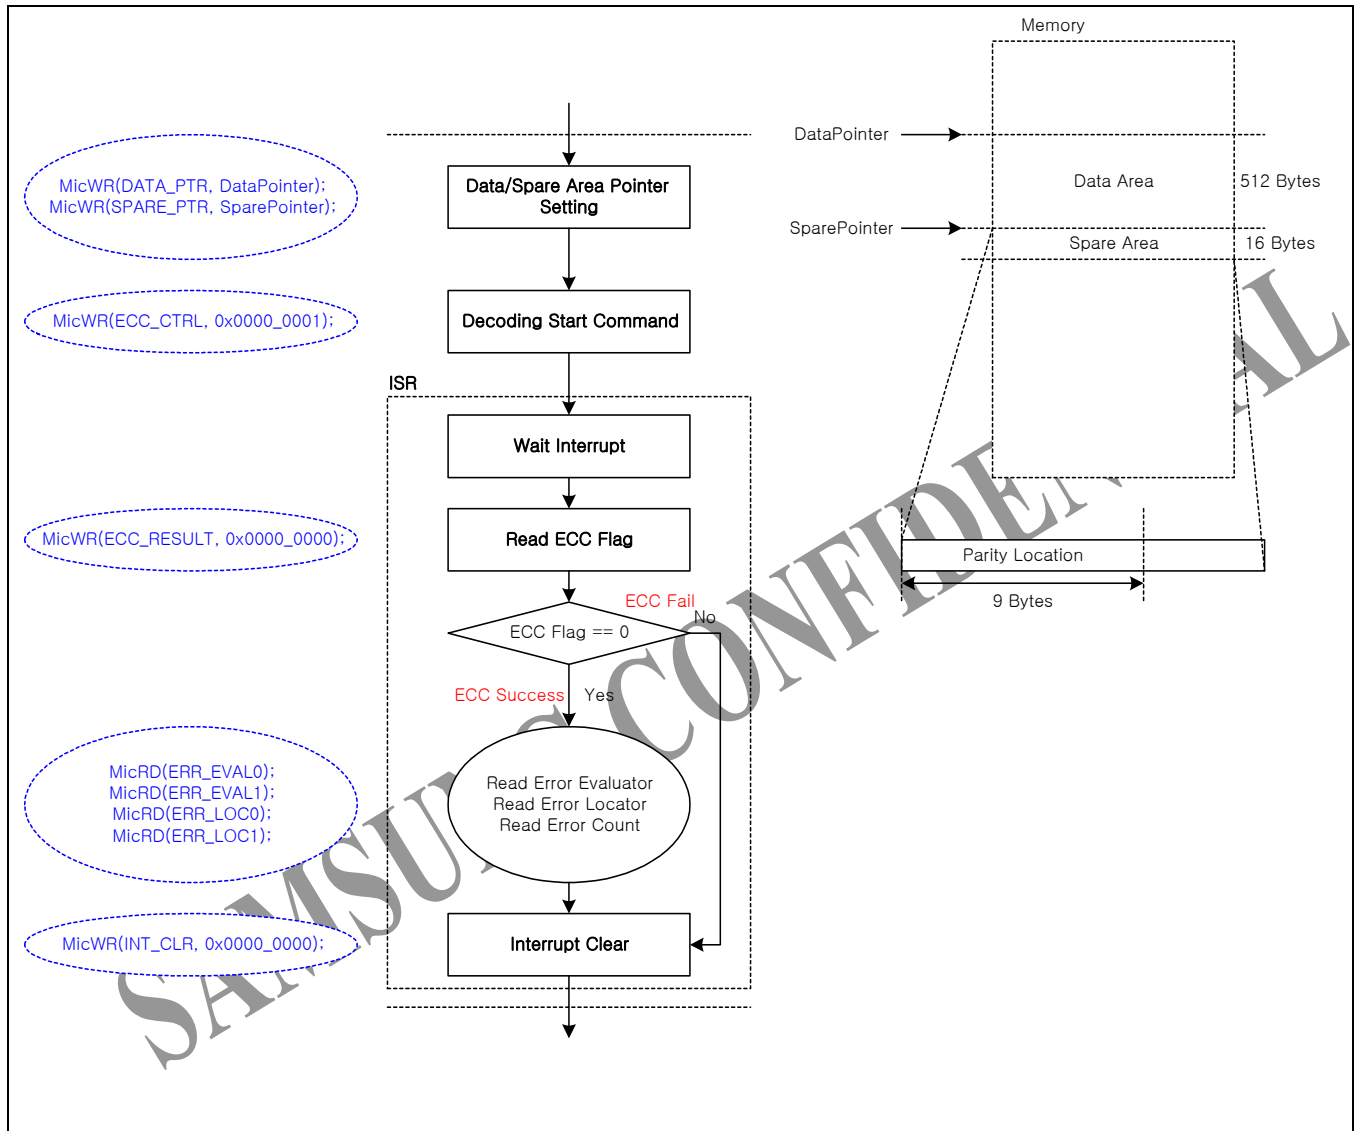 Memory
DataPointer
MicWR(DATA_PTR, DataPointer);
MicWR(SPARE_PTR, SparePointer);
Data/Spare Area Pointer
Setting
Data Area
512 Bytes
SparePointer
Spare Area
16 Bytes
MicWR(ECC_CTRL, 0x0000_0001);
Decoding Start Command
ISR
Wait Interrupt
MicWR(ECC_RESULT, 0x0000_0000);
Read ECC Flag
Parity Location
9 Bytes
ECC Fail
No
ECC Flag == 0
ECC Success
Yes
MicRD(ERR_EVAL0);
MicRD(ERR_EVAL1);
MicRD(ERR_LOC0);
MicRD(ERR_LOC1);
Read Error Evaluator
Read Error Locator
Read Error Count
MicWR(INT_CLR, 0x0000_0000);
Interrupt Clear
SAMSUNG CONFIDENTIAL